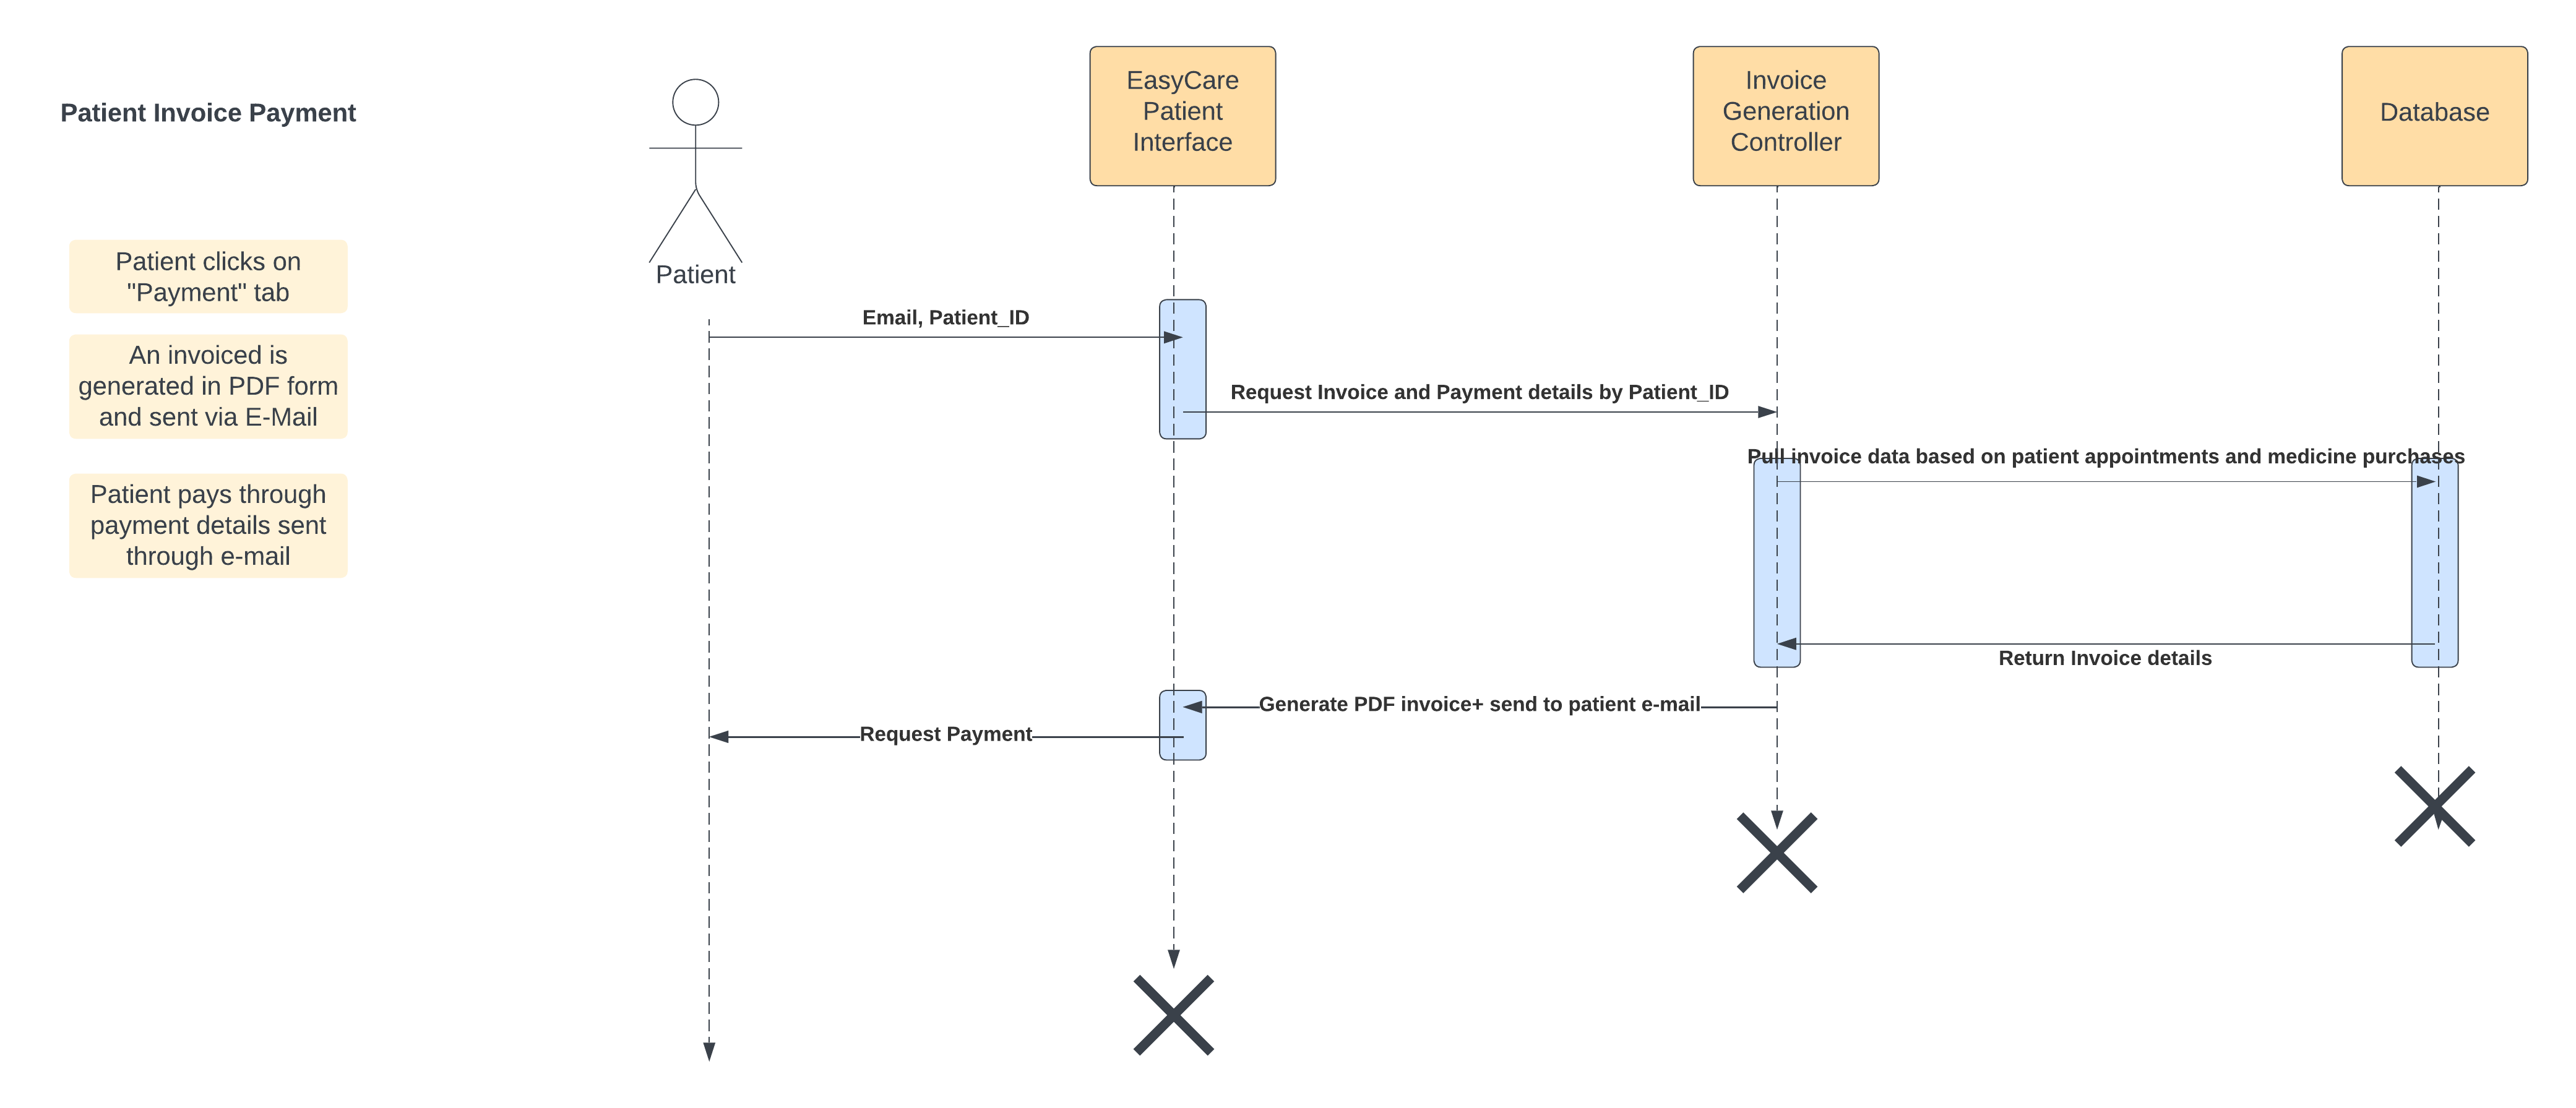 Patient Invoice Payment
Patient clicks on
"Payment" tab
An invoiced is
generated in PDF form
and sent via E-Mail
Patient pays through
payment details sent
through e-mail
Patient
EasyCare
Patient
Interface
Invoice
Generation
Controller
Database
Email, Patient_ID
Request Invoice and Payment details by Patient_ID
Pull invoice data based on patient appointments and medicine purchases
Return Invoice details
Generate PDF invoice+ send to patient e-mail
Request Payment